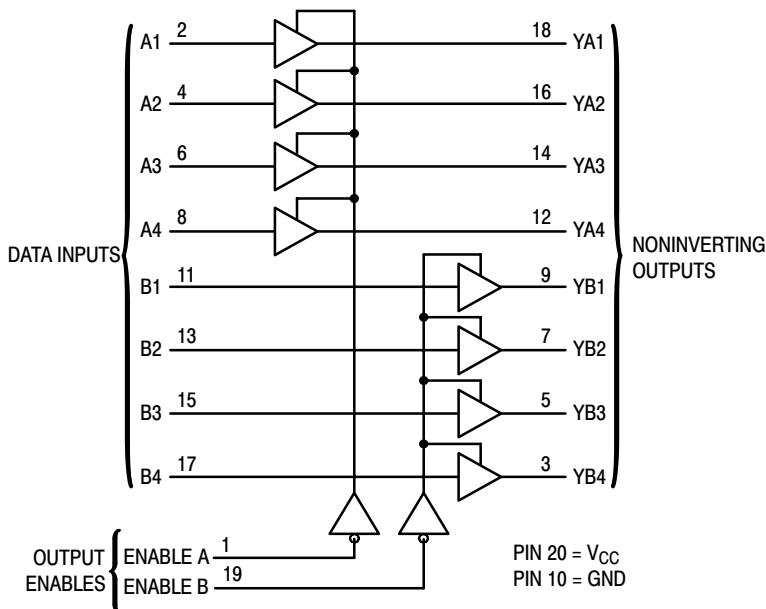 A1 2 18 YA1
A2 4 16 YA2
A3 6 14 YA3
A4 8 12 YA4
DATA INPUTS
NONINVERTING
OUTPUTS
B1 11 9 YB1
B2 13 7 YB2
B3 15 5 YB3
B4 17 3 YB4
OUTPUT
ENABLES
ENABLE A 1
ENABLE B 19
PIN 20 = VCC
PIN 10 = GND